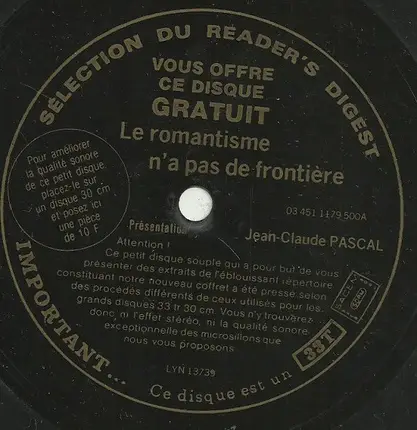 SÉLECTION DU READER'S DIGEST
VOUS OFFRE
CE DISQUE
GRATUIT
Le romantisme
n'a pas de frontière
Pour améliorer
la qualité sonore
de ce petit disque
placez-le sur
un disque 30 cm
et posez ici
une pièce
de 10 F
03 451 1179 500A
Présentation
Jean-Claude PASCAL
Attention !
Ce petit disque souple qui a pour but de vous
présenter des extraits de l'éblouissant répertoire
constituant notre nouveau coffret a été pressé selon
des procédés différents de ceux utilisés pour les
grands disques 33 tr 30 cm. Vous n'y trouverez
donc ni l'effet stéréo, ni la qualité sonore
exceptionnelle des microsillons que
nous vous proposons
LYN 13739
IMPORTANT...
Ce disque est un 33T